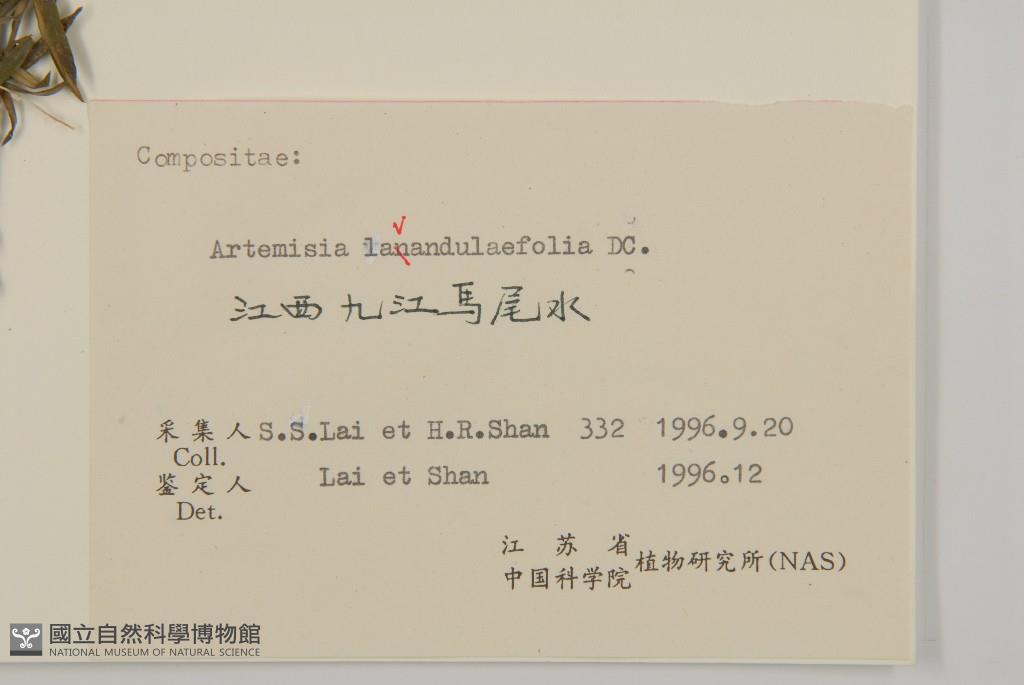 Compositae:
√
Artemisia lanandulaefolia DC.
江西九江馬尾水
采集人 S.S.Lai et H.R.Shan 332 1996.9.20
Coll.
鉴定人 Lai et Shan 1996.12
Det.
江苏省
中国科学院 植物研究所(NAS)
國立自然科學博物館
NATIONAL MUSEUM OF NATURAL SCIENCE